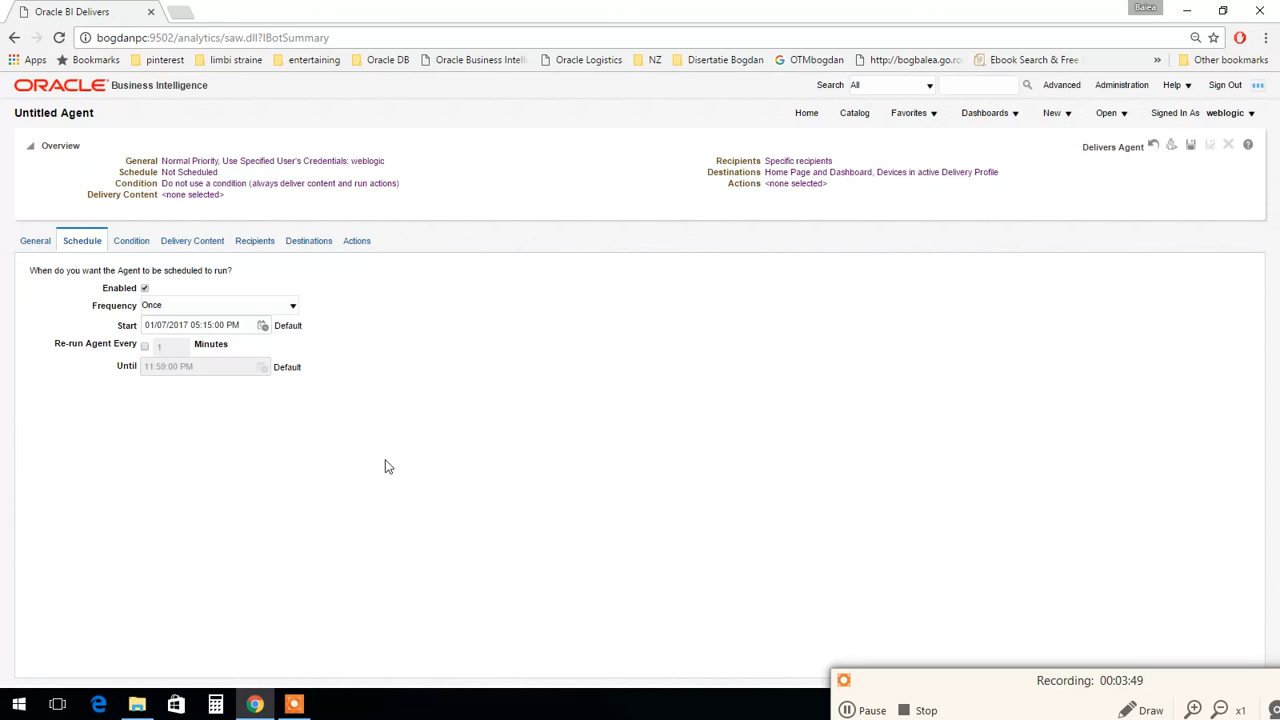 Oracle BI Delivers
Balea
bogdanpc:9502/analytics/saw.dll?IBotSummary
Apps Bookmarks pinterest limbi straine entertaining Oracle DB Oracle Business Intelli Oracle Logistics NZ Disertatie Bogdan OTMbogdan http://bogbalea.go.ro Ebook Search & Free » Other bookmarks
ORACLE Business Intelligence Search All Advanced Administration Help Sign Out
Untitled Agent Home Catalog Favorites Dashboards New Open Signed In As weblogic
Overview Delivers Agent
General Normal Priority, Use Specified User's Credentials: weblogic Recipients Specific recipients
Schedule Not Scheduled Destinations Home Page and Dashboard, Devices in active Delivery Profile
Condition Do not use a condition (always deliver content and run actions) Actions <none selected>
Delivery Content <none selected>
General Schedule Condition Delivery Content Recipients Destinations Actions
When do you want the Agent to be scheduled to run?
Enabled
Frequency Once
Start 01/07/2017 05:15:00 PM Default
Re-run Agent Every 1 Minutes
Until 11:59:00 PM Default
Recording: 00:03:49
Pause Stop Draw x1